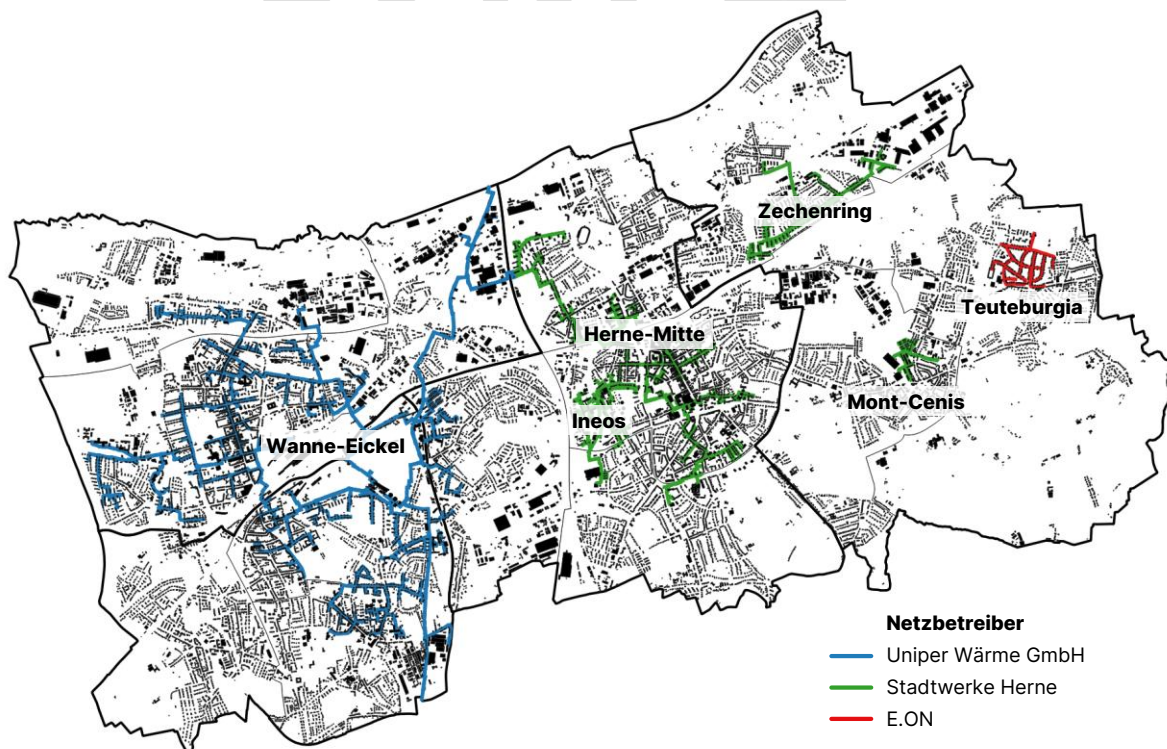 Zechenring
Teuteburgia
Herne-Mitte
Mont-Cenis
Ineos
Wanne-Eickel
Netzbetreiber
Uniper Wärme GmbH
Stadtwerke Herne
E.ON